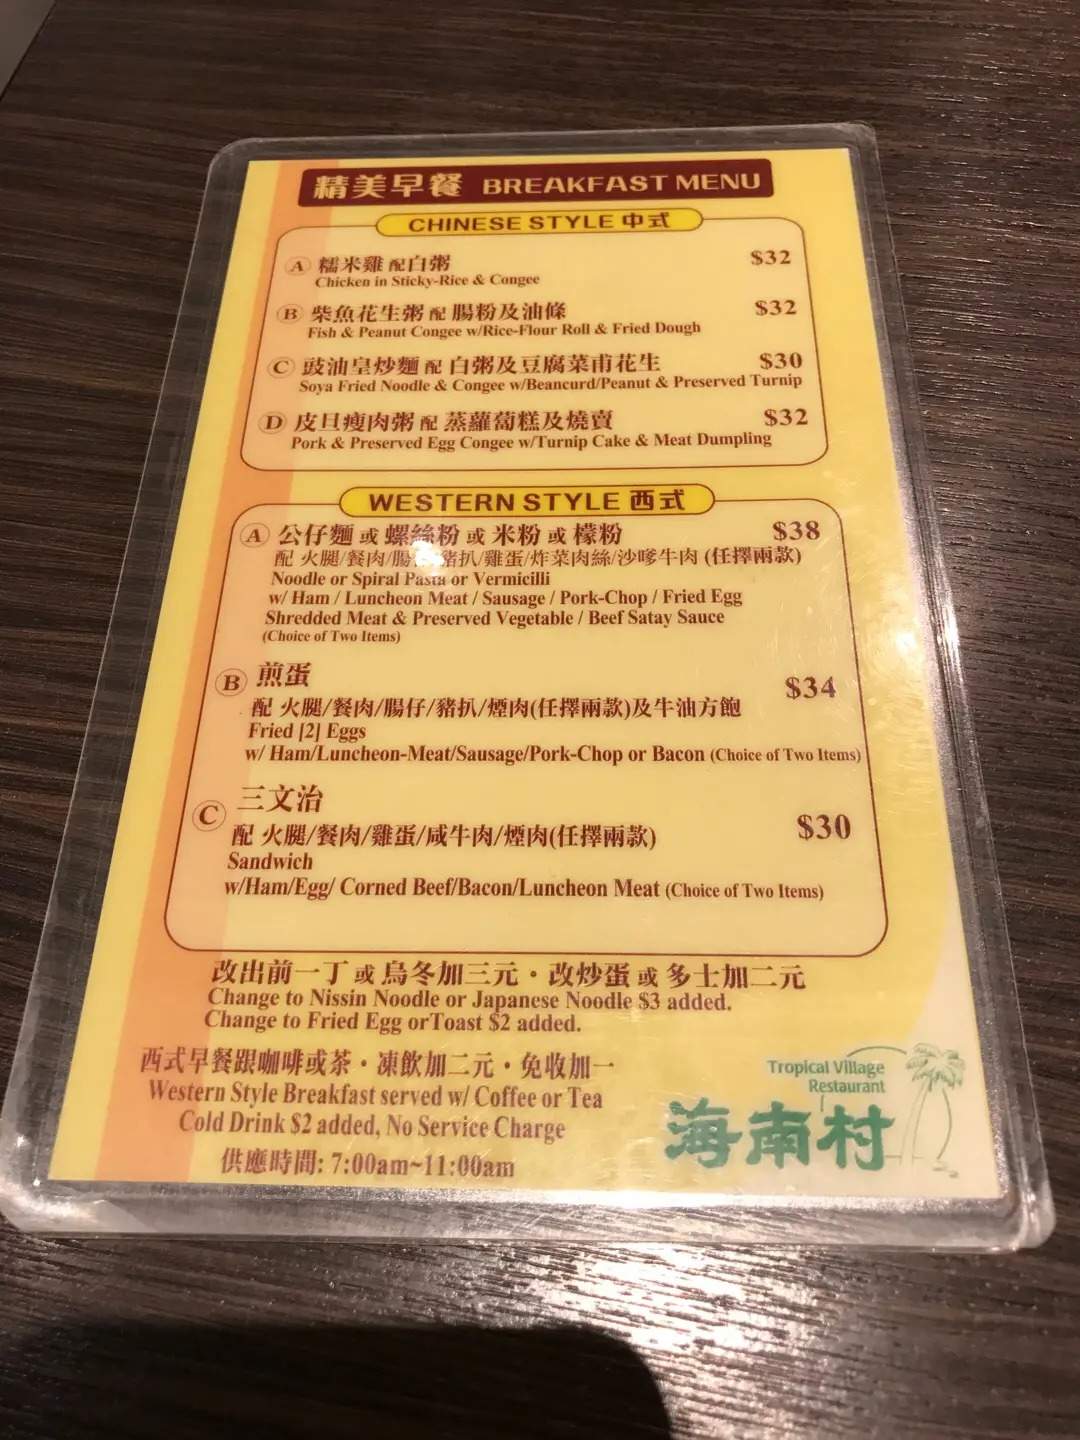 精美早餐 BREAKFAST MENU
CHINESE STYLE 中式
A 糯米雞 配白粥 $32
Chicken in Sticky-Rice & Congee
B 柴魚花生粥 配 腸粉及油條 $32
Fish & Peanut Congee w/Rice-Flour Roll & Fried Dough
C 豉油皇炒麵 配 白粥及豆腐菜甫花生 $30
Soya Fried Noodle & Congee w/Beancurd/Peanut & Preserved Turnip
D 皮旦瘦肉粥 配 蒸蘿蔔糕及燒賣 $32
Pork & Preserved Egg Congee w/Turnip Cake & Meat Dumpling
WESTERN STYLE 西式
A 公仔麵 或 螺絲粉 或 米粉 或 檬粉 $38
配 火腿/餐肉/腸 豬扒/雞蛋/炸菜肉絲/沙嗲牛肉 (任擇兩款)
Noodle or Spiral Pasta or Vermicilli
w/ Ham / Luncheon Meat / Sausage / Pork-Chop / Fried Egg
Shredded Meat & Preserved Vegetable / Beef Satay Sauce
(Choice of Two Items)
B 煎蛋 $34
配 火腿/餐肉/腸仔/豬扒/煙肉(任擇兩款)及牛油方飽
Fried [2] Eggs
w/ Ham/Luncheon-Meat/Sausage/Pork-Chop or Bacon (Choice of Two Items)
C 三文治 $30
配 火腿/餐肉/雞蛋/咸牛肉/煙肉(任擇兩款)
Sandwich
w/Ham/Egg/ Corned Beef/Bacon/Luncheon Meat (Choice of Two Items)
改出前一丁 或 烏冬加三元・改炒蛋 或 多士加二元
Change to Nissin Noodle or Japanese Noodle $3 added.
Change to Fried Egg orToast $2 added.
西式早餐跟咖啡或茶・凍飲加二元・免收加一
Western Style Breakfast served w/ Coffee or Tea
Cold Drink $2 added, No Service Charge
供應時間: 7:00am~11:00am
Tropical Village
Restaurant
海南村